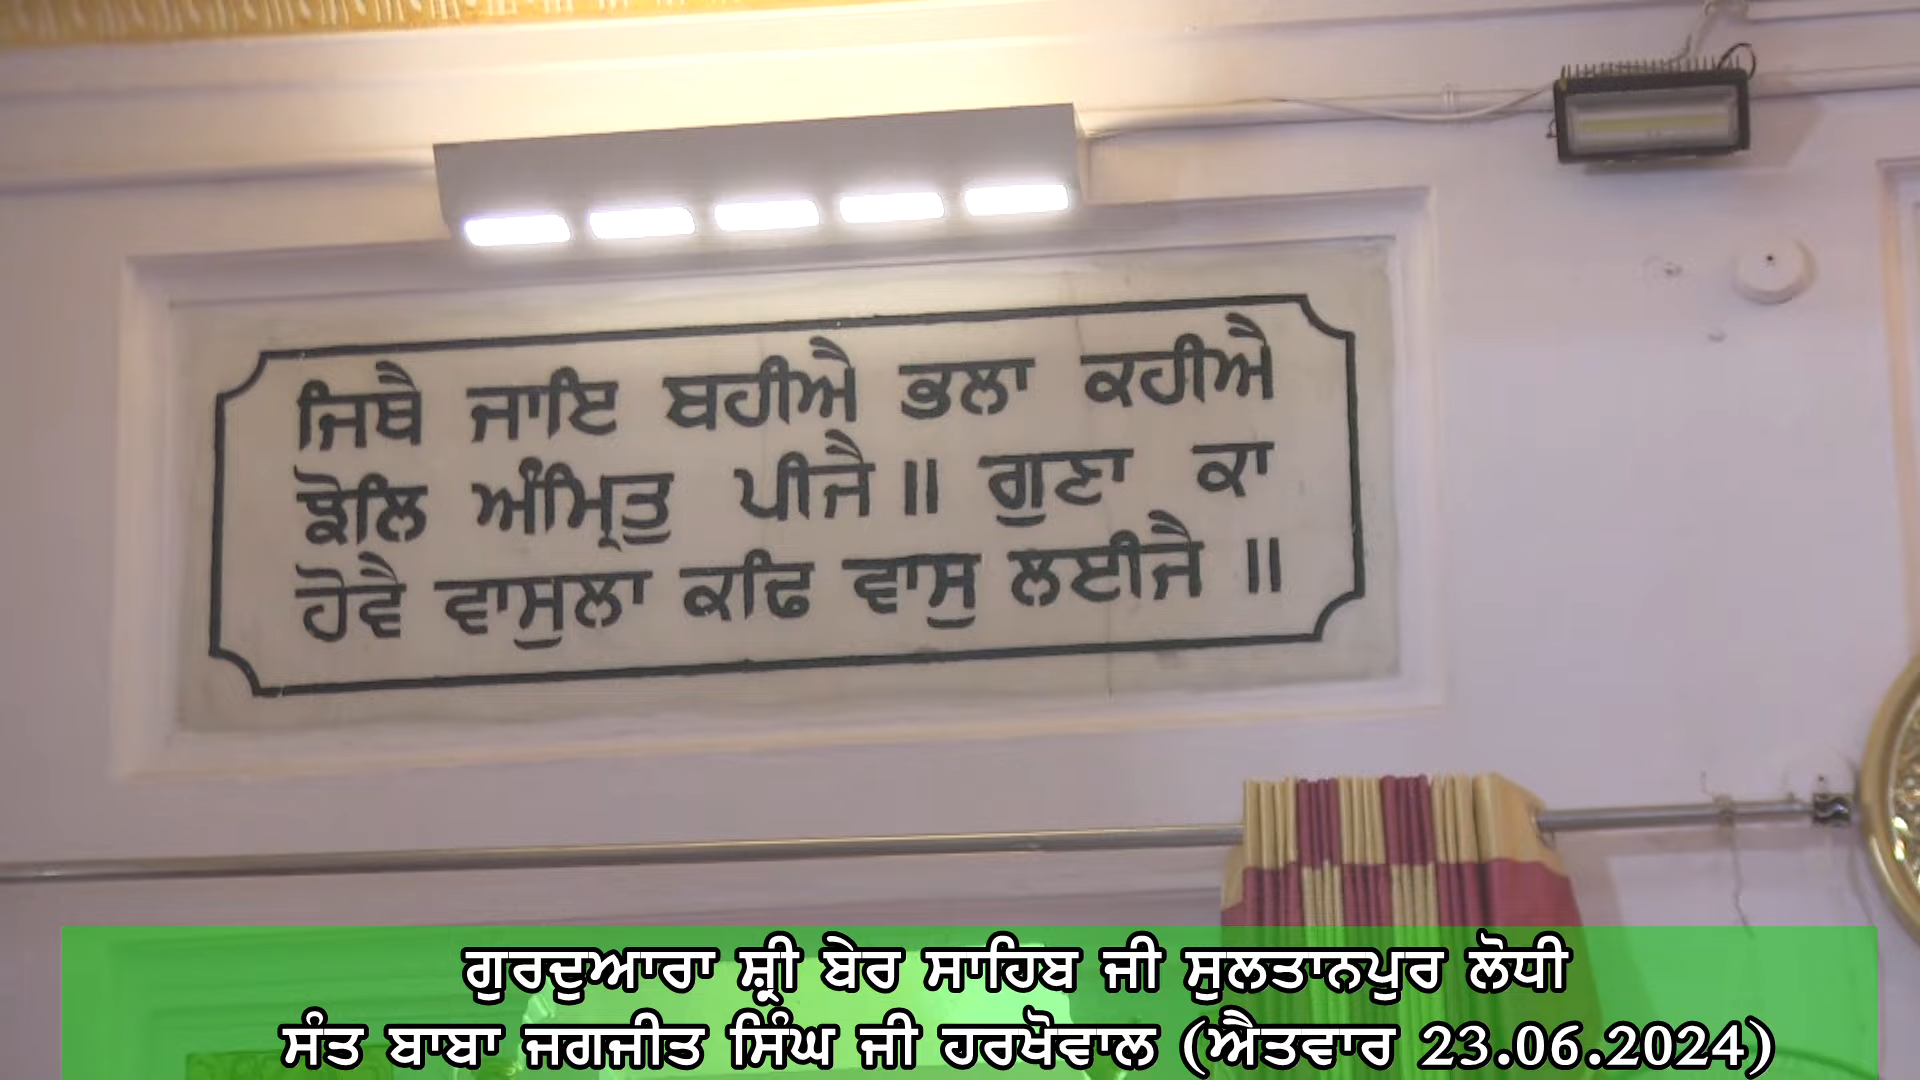 ਜਿਥੈ ਜਾਇ ਬਹੀਐ ਭਲਾ ਕਹੀਐ
ਝੋਲਿ ਅੰਮ੍ਰਿਤੁ ਪੀਜੈ ॥ ਗੁਣਾ ਕਾ
ਹੋਵੈ ਵਾਸੁਲਾ ਕਢਿ ਵਾਸੁ ਲਈਜੈ ॥
ਗੁਰਦੁਆਰਾ ਸ਼੍ਰੀ ਬੇਰ ਸਾਹਿਬ ਜੀ ਸੁਲਤਾਨਪੁਰ ਲੋਧੀ
ਸੰਤ ਬਾਬਾ ਜਗਜੀਤ ਸਿੰਘ ਜੀ ਹਰਖੋਵਾਲ (ਐਤਵਾਰ 23.06.2024)